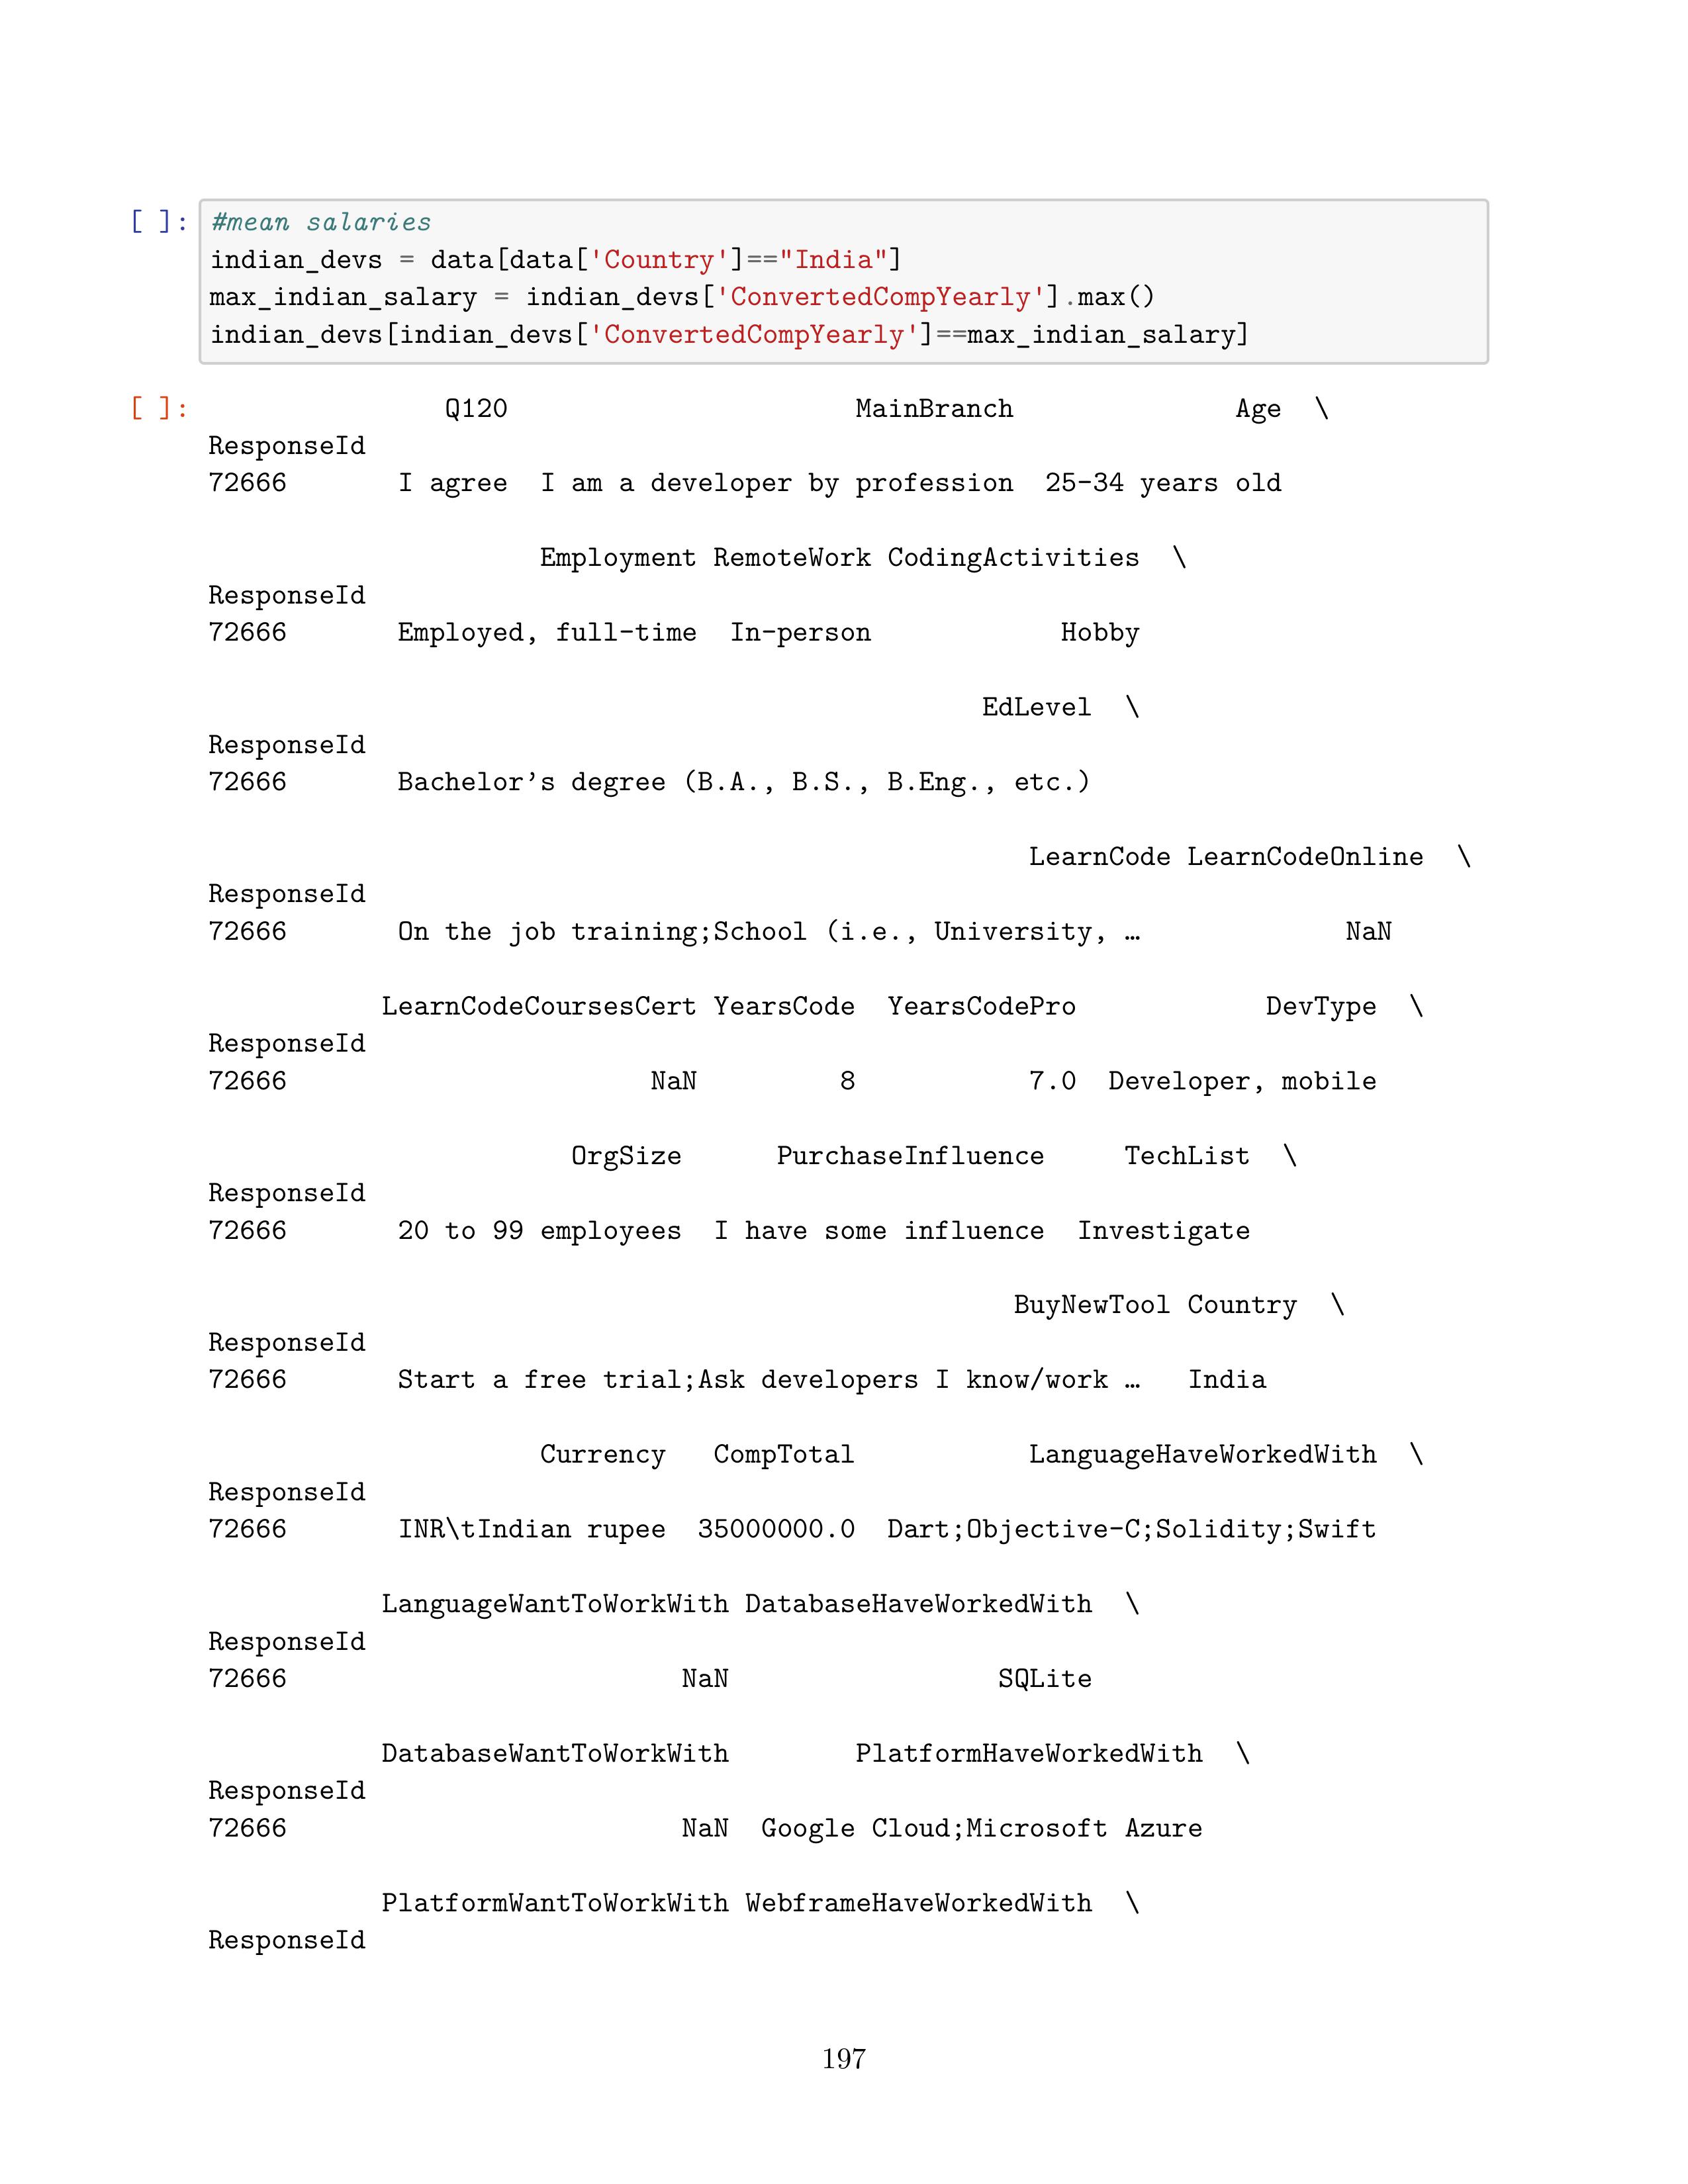 [ ]: #mean salaries
indian_devs = data[data['Country']=="India"]
max_indian_salary = indian_devs['ConvertedCompYearly'].max()
indian_devs[indian_devs['ConvertedCompYearly']==max_indian_salary]
[ ]: Q120 MainBranch Age \
ResponseId
72666 I agree I am a developer by profession 25-34 years old
Employment RemoteWork CodingActivities \
ResponseId
72666 Employed, full-time In-person Hobby
EdLevel \
ResponseId
72666 Bachelor’s degree (B.A., B.S., B.Eng., etc.)
LearnCode LearnCodeOnline \
ResponseId
72666 On the job training;School (i.e., University, … NaN
LearnCodeCoursesCert YearsCode YearsCodePro DevType \
ResponseId
72666 NaN 8 7.0 Developer, mobile
OrgSize PurchaseInfluence TechList \
ResponseId
72666 20 to 99 employees I have some influence Investigate
BuyNewTool Country \
ResponseId
72666 Start a free trial;Ask developers I know/work … India
Currency CompTotal LanguageHaveWorkedWith \
ResponseId
72666 INR\tIndian rupee 35000000.0 Dart;Objective-C;Solidity;Swift
LanguageWantToWorkWith DatabaseHaveWorkedWith \
ResponseId
72666 NaN SQLite
DatabaseWantToWorkWith PlatformHaveWorkedWith \
ResponseId
72666 NaN Google Cloud;Microsoft Azure
PlatformWantToWorkWith WebframeHaveWorkedWith \
ResponseId
197